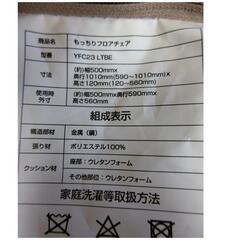 商品名 もっちりフロアチェア
型番 YFC23 LTBE
寸法 (約)幅500mm×
奥行1010mm(590~1010mm)×
高さ120mm(120~560mm)
使用時外寸 (約)幅500mm×奥行590mm×
高さ560mm
組成表示
構造部材 金属(鋼)
張り材 ポリエステル100%
クッション材 座部:ウレタンフォーム
その他部位:ウレタンフォーム
家庭洗濯等取扱方法